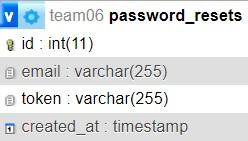 v team06 password_resets
id : int(11)
email : varchar(255)
token : varchar(255)
created_at : timestamp